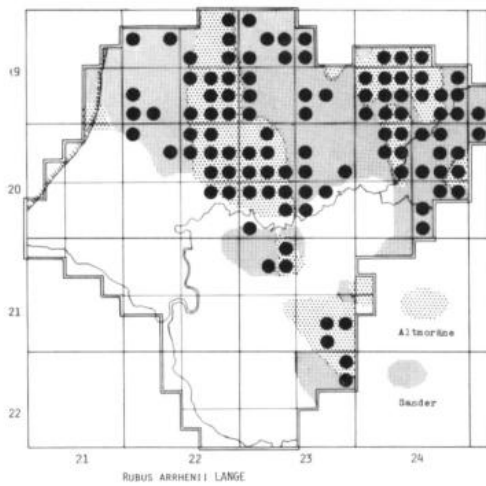 19
20
21
22
Altmoräne
Sander
21 22 23 24
RUBUS ARRHENII LANGE